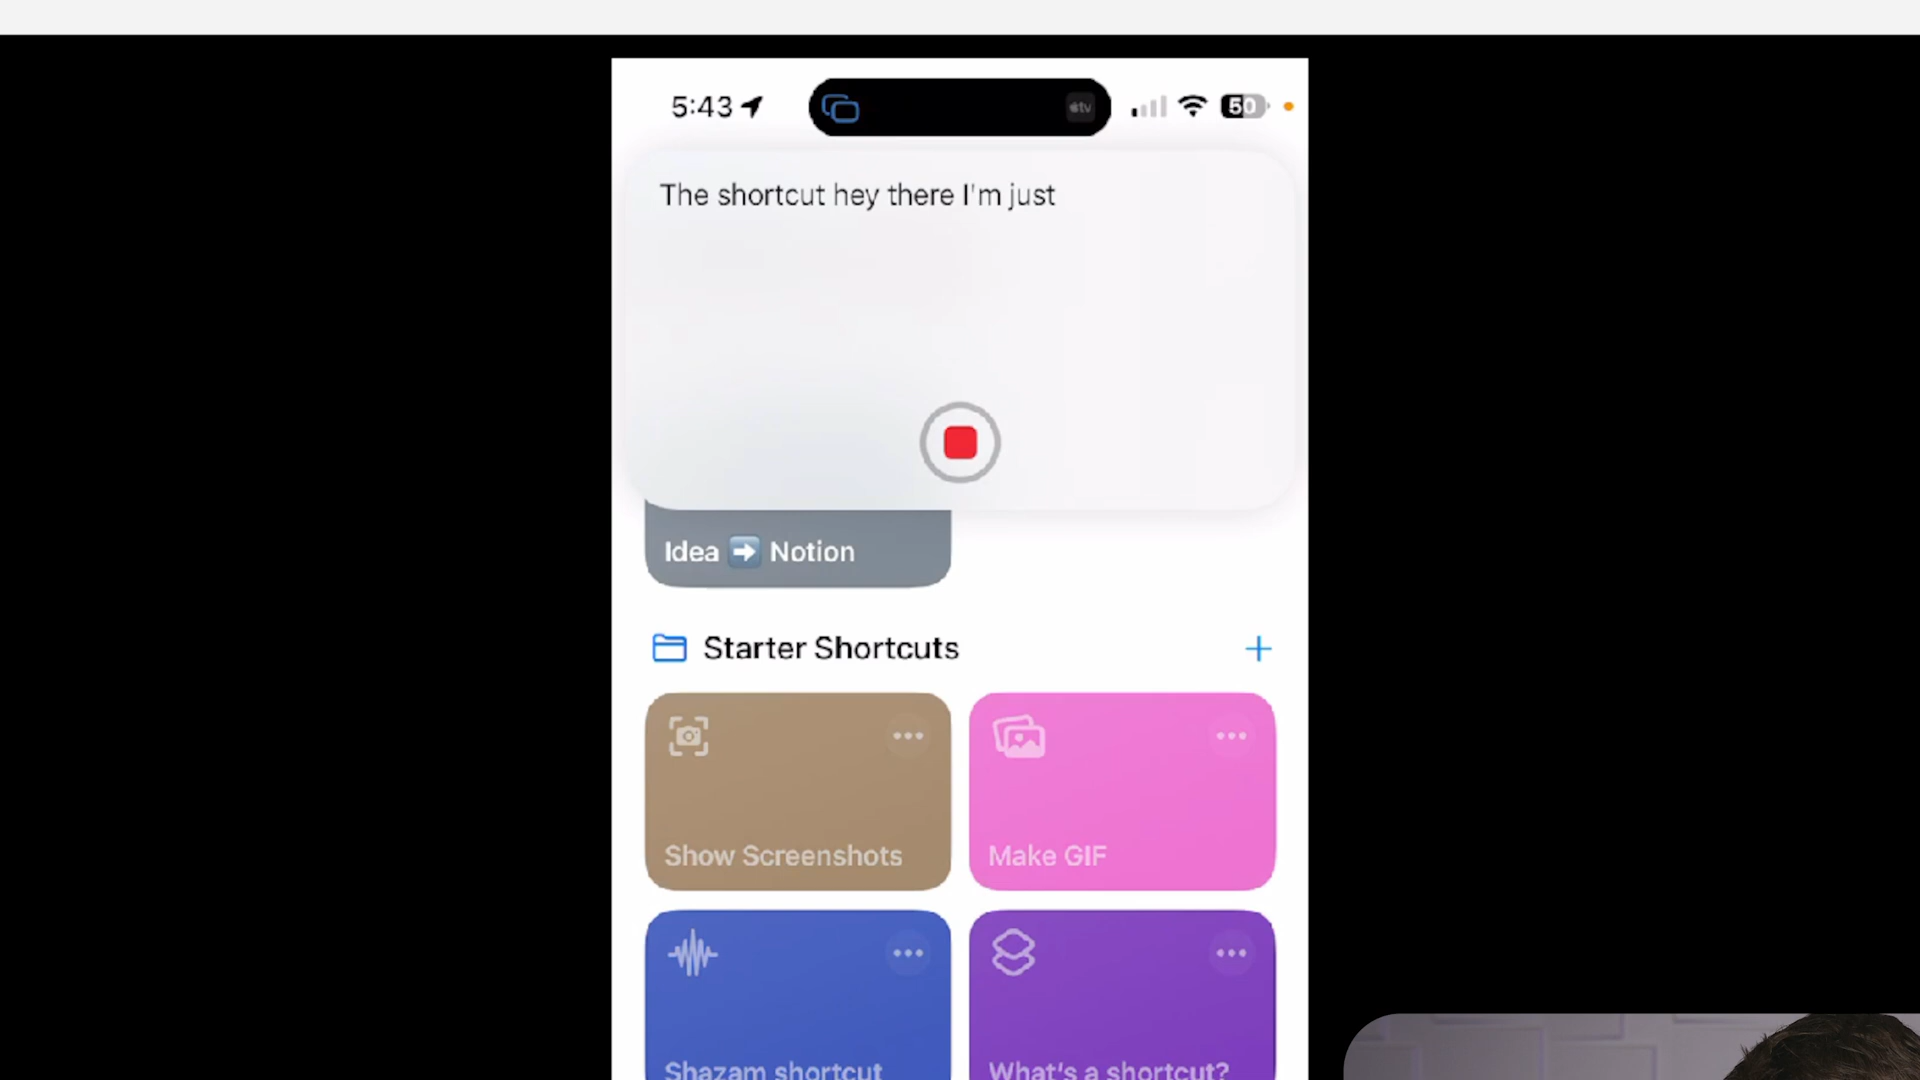 5:43
tv
50
The shortcut hey there I'm just
Idea ➡️ Notion
Starter Shortcuts
Show Screenshots
Make GIF
Shazam shortcut
What's a shortcut?